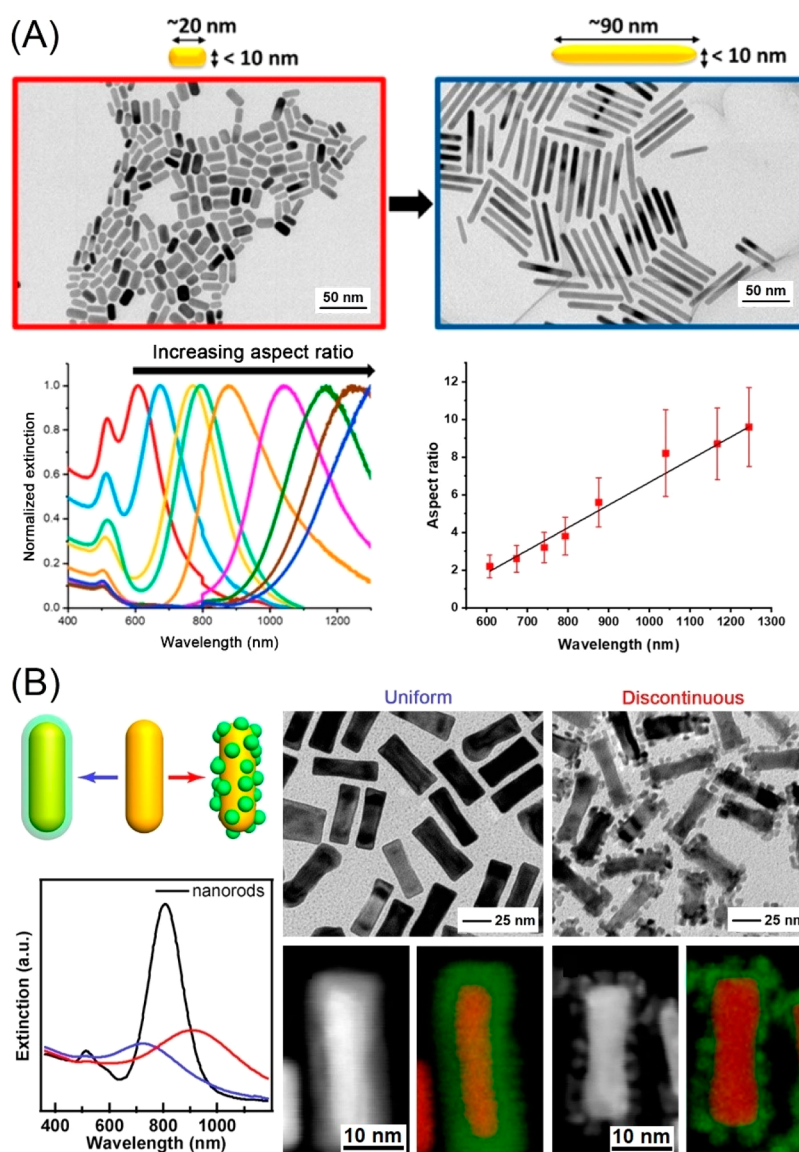 (A)
~20 nm
< 10 nm
~90 nm
< 10 nm
50 nm
50 nm
Increasing aspect ratio
Normalized extinction
1.0
0.8
0.6
0.4
0.2
0.0
400 600 800 1000 1200
Wavelength (nm)
Aspect ratio
12
10
8
6
4
2
0
600 700 800 900 1000 1100 1200 1300
Wavelength (nm)
(B)
Uniform
Discontinuous
25 nm
25 nm
nanorods
Extinction (a.u.)
400 600 800 1000
Wavelength (nm)
10 nm
10 nm